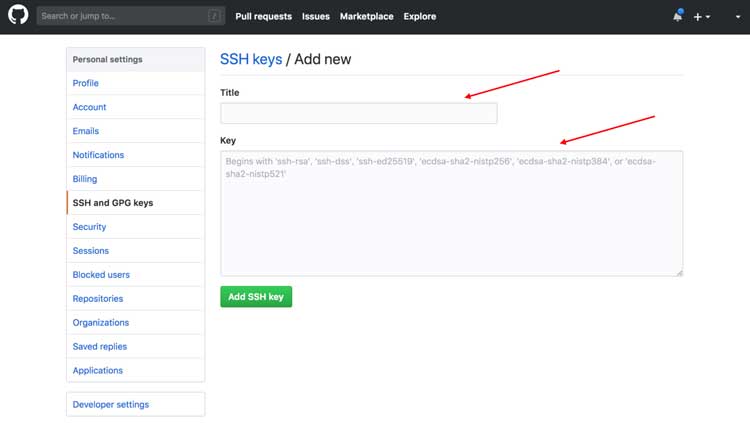 Search or jump to... /
Pull requests Issues Marketplace Explore
Personal settings
Profile
Account
Emails
Notifications
Billing
SSH and GPG keys
Security
Sessions
Blocked users
Repositories
Organizations
Saved replies
Applications
Developer settings
SSH keys / Add new
Title
Key
Begins with 'ssh-rsa', 'ssh-dss', 'ssh-ed25519', 'ecdsa-sha2-nistp256', 'ecdsa-sha2-nistp384', or 'ecdsa-
sha2-nistp521'
Add SSH key